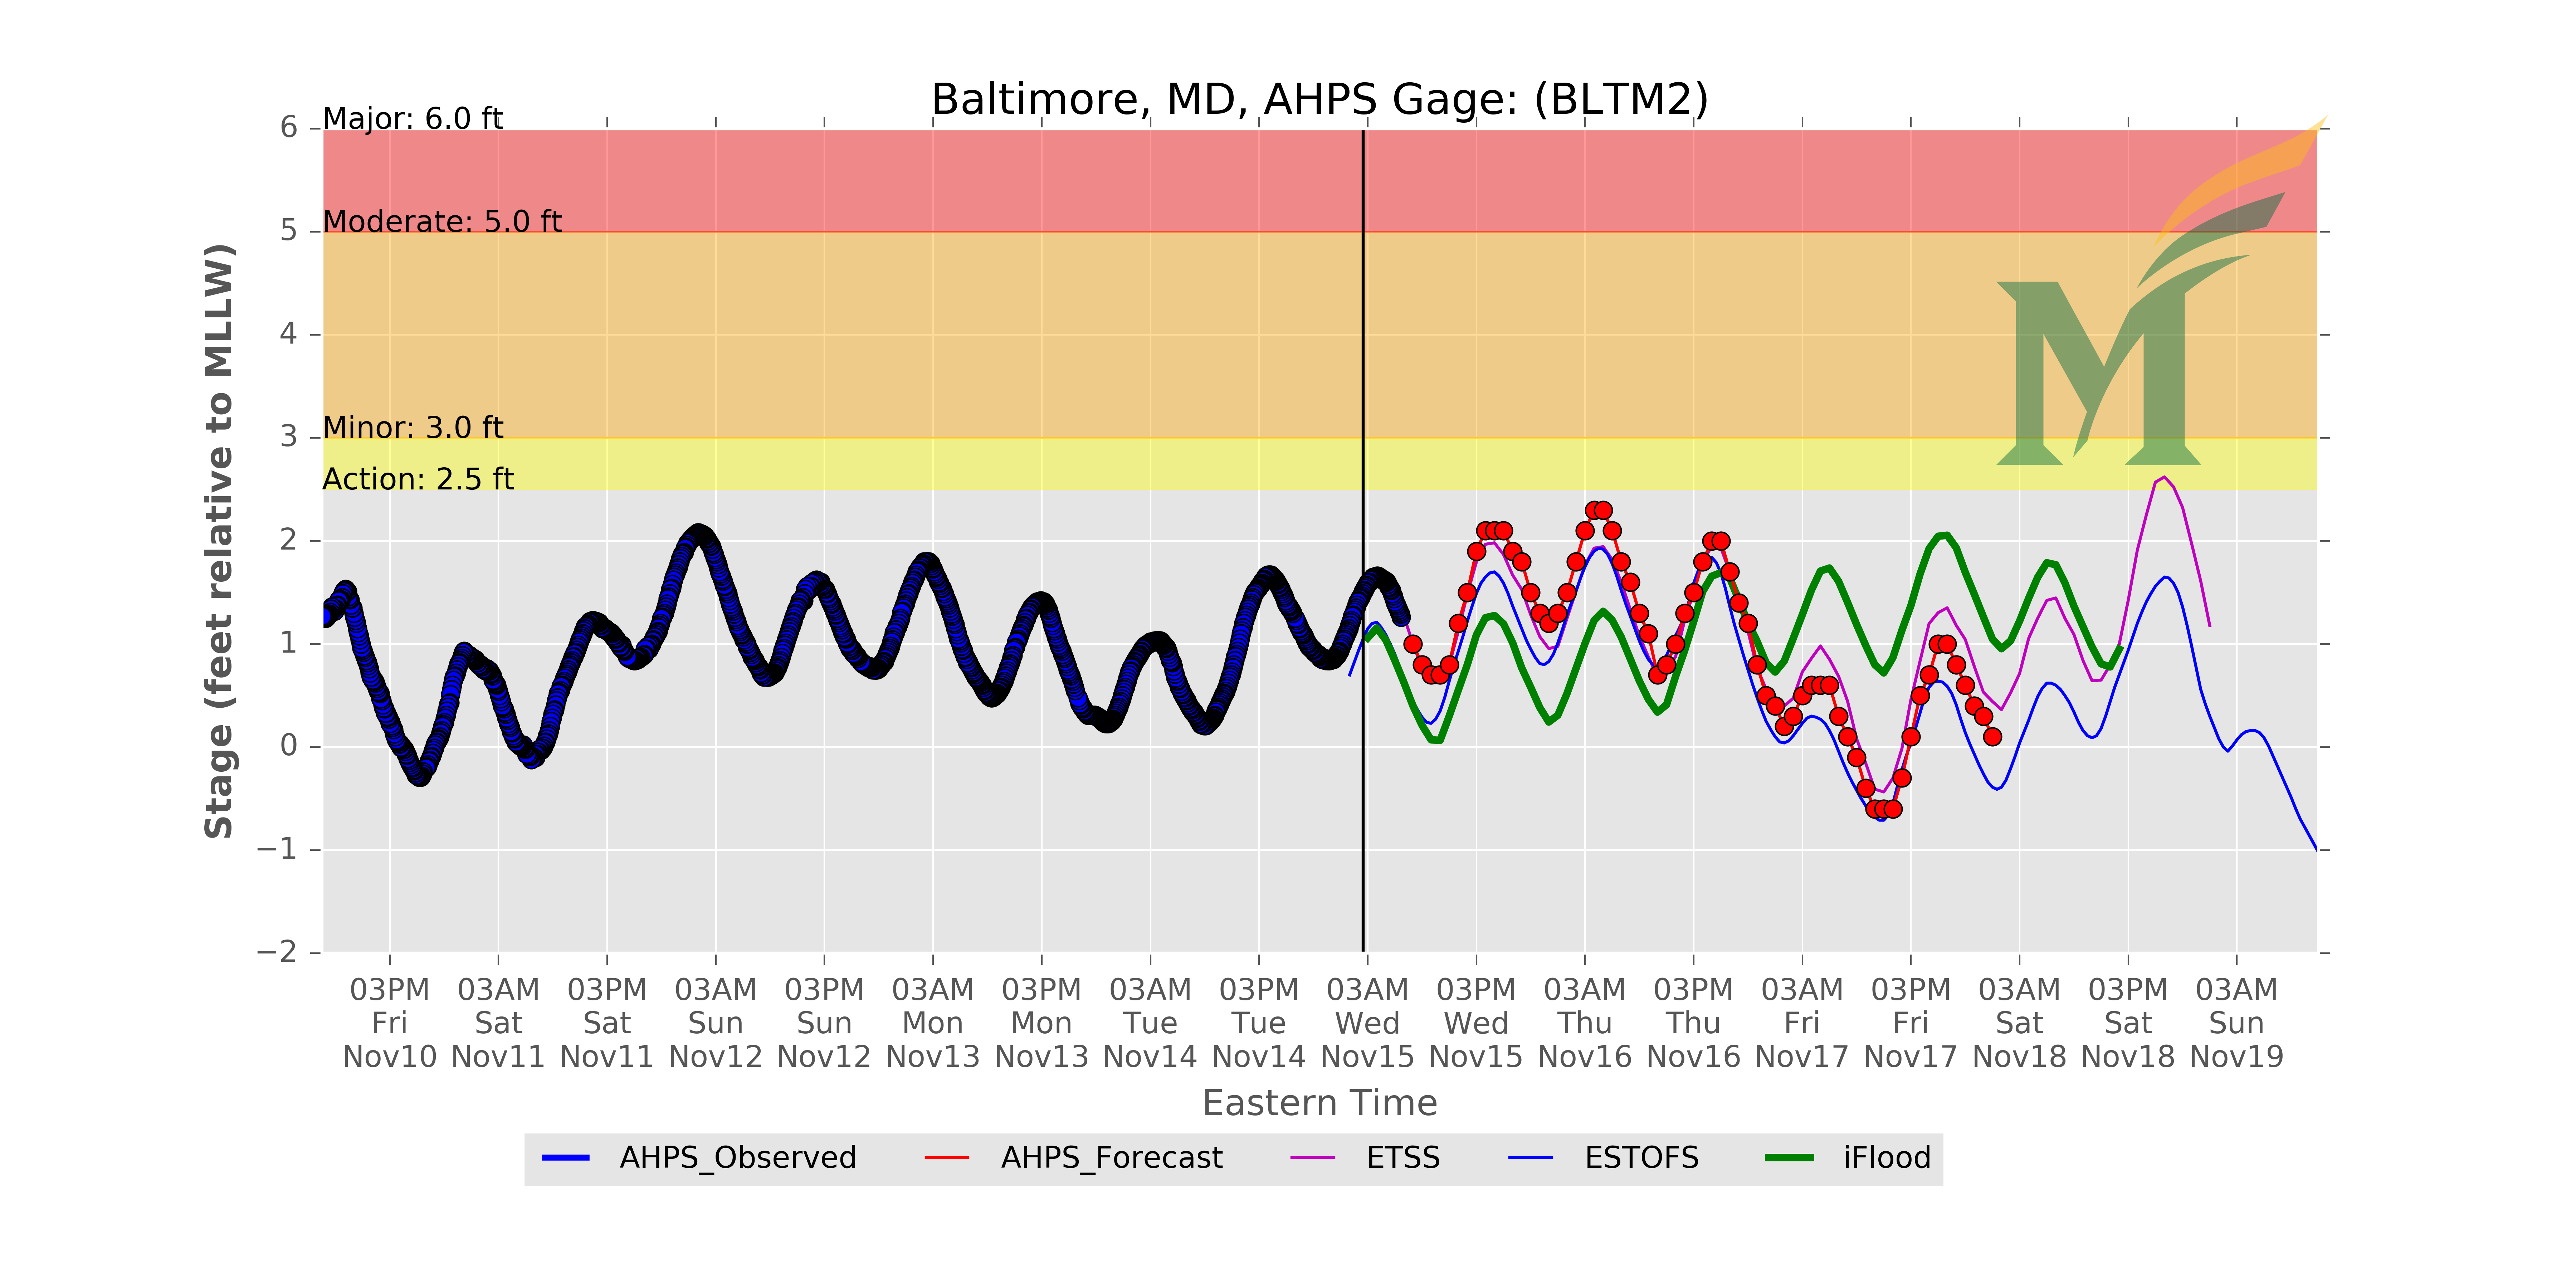 Baltimore, MD, AHPS Gage: (BLTM2)
Major: 6.0 ft
Moderate: 5.0 ft
Minor: 3.0 ft
Action: 2.5 ft
6
5
4
3
2
1
0
−1
−2
Stage (feet relative to MLLW)
M
03PM 03AM 03PM 03AM 03PM 03AM 03PM 03AM 03PM 03AM 03PM 03AM 03PM 03AM 03PM 03AM 03PM 03AM
Fri Sat Sat Sun Sun Mon Mon Tue Tue Wed Wed Thu Thu Fri Fri Sat Sat Sun
Nov10 Nov11 Nov11 Nov12 Nov12 Nov13 Nov13 Nov14 Nov14 Nov15 Nov15 Nov16 Nov16 Nov17 Nov17 Nov18 Nov18 Nov19
Eastern Time
AHPS_Observed AHPS_Forecast ETSS ESTOFS iFlood